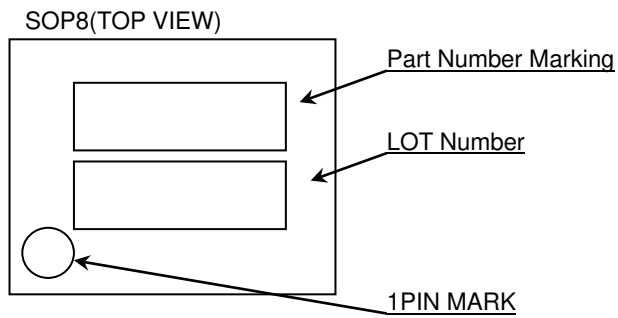 SOP8(TOP VIEW)
Part Number Marking
LOT Number
1PIN MARK